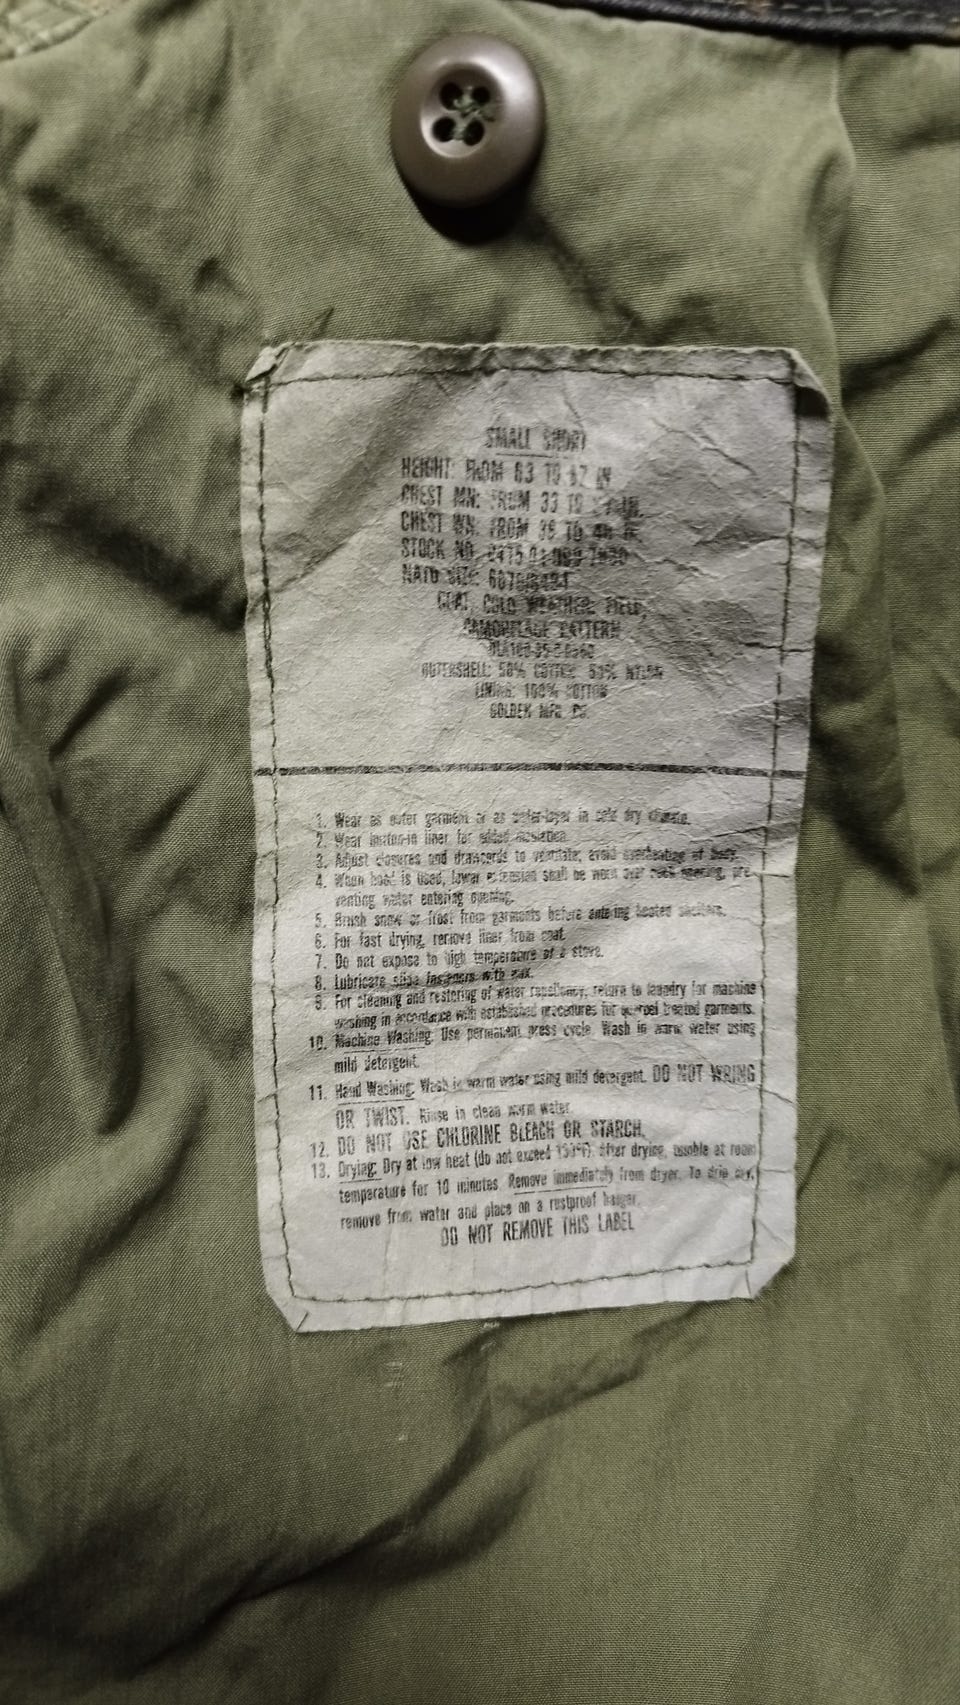 SMALL SHORT
HEIGHT: FROM 63 TO 67 IN
CHEST MN: FROM 33 TO IN.
CHEST WN: FROM TO IN.
STOCK NO. 8415-01-
NATO SIZE:
COAT, COLD WEATHER, FIELD,
CAMOUFLAGE PATTERN
OUTERSHELL: 50% COTTON, 50% NYLON
LINING: 100% COTTON
GOLDEN MFG. CO.
1. Wear as outer garment or as outer-layer in cold dry climate.
2. Wear button-in liner for added insulation.
3. Adjust closures and drawcords to ventilate; avoid overheating of body.
4. When hood is used, lower extension shall be worn over neck opening, pre-
venting water entering opening.
5. Brush snow or frost from garments before entering heated shelters.
6. For fast drying, remove liner from coat.
7. Do not expose to high temperature of a stove.
8. Lubricate slide fasteners with wax.
9. For cleaning and restoring of water repellency, return to laundry for machine
washing in accordance with established procedures for quarpel treated garments.
10. Machine Washing: Use permanent press cycle. Wash in warm water using
mild detergent.
11. Hand Washing: Wash in warm water using mild detergent. DO NOT WRING
OR TWIST. Rinse in clean warm water.
12. DO NOT USE CHLORINE BLEACH OR STARCH.
13. Drying: Dry at low heat (do not exceed after drying, tumble at room
temperature for 10 minutes. Remove immediately from dryer. To drip dry,
remove from water and place on a rustproof hanger.
DO NOT REMOVE THIS LABEL